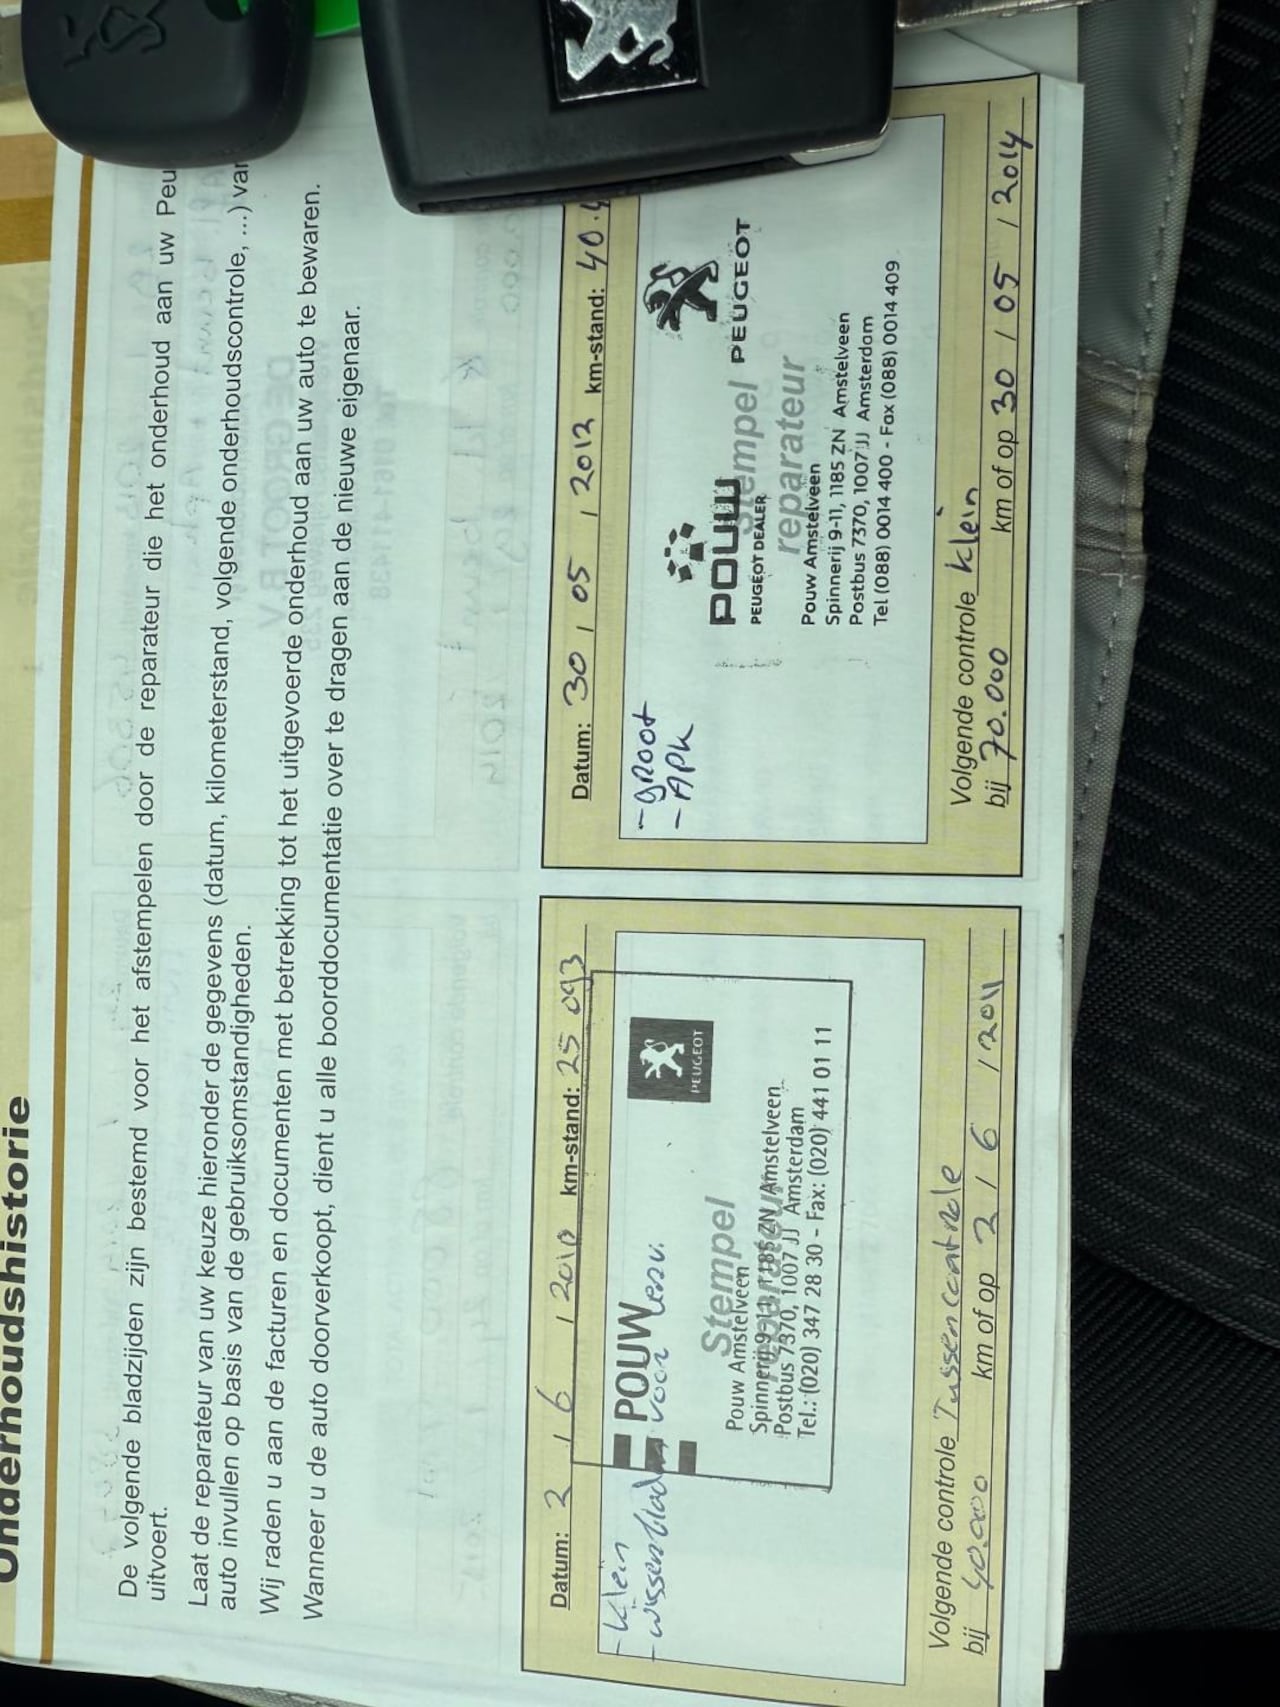 Onderhoudshistorie
De volgende bladzijden zijn bestemd voor het afstempelen door de reparateur die het onderhoud aan uw Peu
uitvoert.
Laat de reparateur van uw keuze hieronder de gegevens (datum, kilometerstand, volgende onderhoudscontrole, ...) van
auto invullen op basis van de gebruiksomstandigheden.
Wij raden u aan de facturen en documenten met betrekking tot het uitgevoerde onderhoud aan uw auto te bewaren.
Wanneer u de auto doorverkoopt, dient u alle boorddocumentatie over te dragen aan de nieuwe eigenaar.
Datum: 2 / 6 / 2010 km-stand: 25 093
- Klein
- wissenbladen voor
POUW
PEUGEOT
Stempel
reparateur
Pouw Amstelveen
Spinnerij 9-11, 1185 ZN Amstelveen
Postbus 7370, 1007 JJ Amsterdam
Tel.: (020) 347 28 30 - Fax: (020) 441 01 11
Volgende controle Tussencontrole
bij 40.000 km of op 2 / 6 / 2011
Datum: 30 / 05 / 2012 km-stand: 40.4
- groot
- APK
POUW
PEUGEOT DEALER
PEUGEOT
Stempel
reparateur
Pouw Amstelveen
Spinnerij 9-11, 1185 ZN Amstelveen
Postbus 7370, 1007 JJ Amsterdam
Tel (088) 0014 400 - Fax (088) 0014 409
Volgende controle klein
bij 70.000 km of op 30 / 05 / 2014